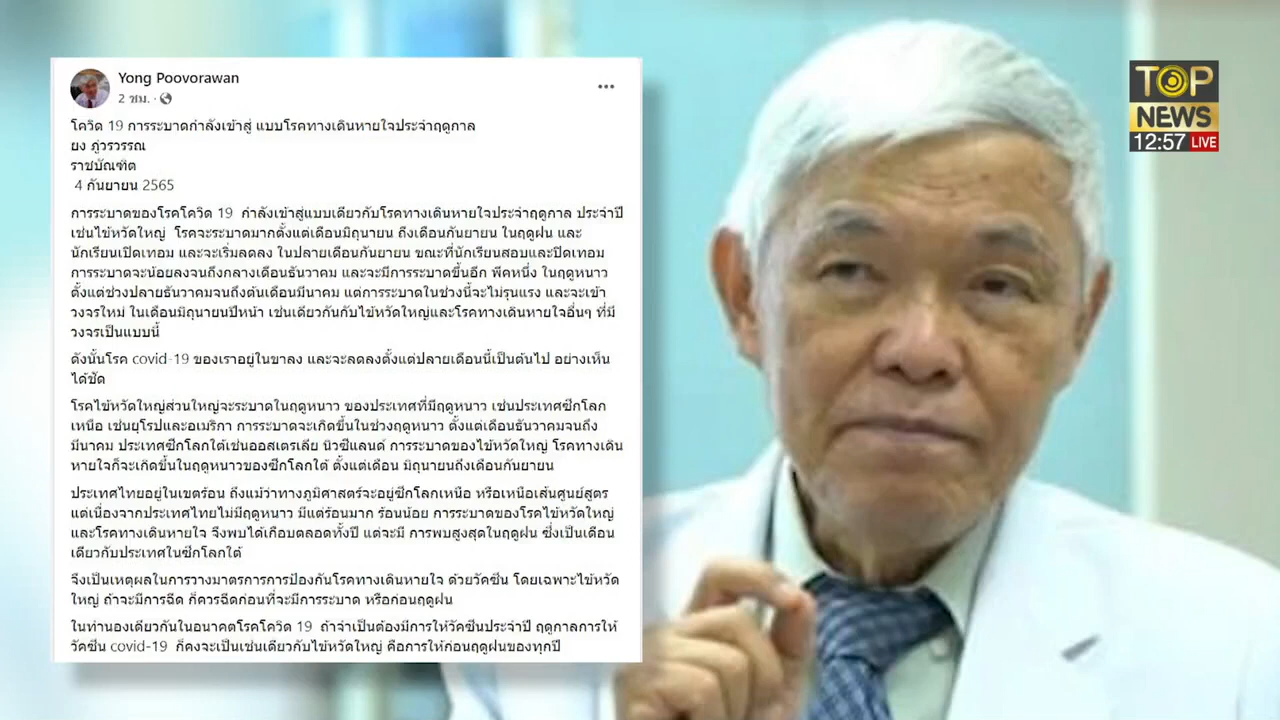 Yong Poovorawan
2 ชม. ·
โควิด 19 การระบาดกำลังเข้าสู่ แบบโรคทางเดินหายใจประจำฤดูกาล
ยง ภู่วรวรรณ
ราชบัณฑิต
4 กันยายน 2565
การระบาดของโรคโควิด 19 กำลังเข้าสู่แบบเดียวกับโรคทางเดินหายใจประจำฤดูกาล ประจำปี
เช่นไข้หวัดใหญ่ โรคจะระบาดมากตั้งแต่เดือนมิถุนายน ถึงเดือนกันยายน ในฤดูฝน และ
นักเรียนเปิดเทอม และจะเริ่มลดลง ในปลายเดือนกันยายน ขณะที่นักเรียนสอบและปิดเทอม
การระบาดจะน้อยลงจนถึงกลางเดือนธันวาคม และจะมีการระบาดขึ้นอีก พีคหนึ่ง ในฤดูหนาว
ตั้งแต่ช่วงปลายธันวาคมจนถึงต้นเดือนมีนาคม แต่การระบาดในช่วงนี้จะไม่รุนแรง และจะเข้า
วงจรใหม่ ในเดือนมิถุนายนปีหน้า เช่นเดียวกันกับไข้หวัดใหญ่และโรคทางเดินหายใจอื่นๆ ที่มี
วงจรเป็นแบบนี้
ดังนั้นโรค covid-19 ของเราอยู่ในขาลง และจะลดลงตั้งแต่ปลายเดือนนี้เป็นต้นไป อย่างเห็น
ได้ชัด
โรคไข้หวัดใหญ่ส่วนใหญ่จะระบาดในฤดูหนาว ของประเทศที่มีฤดูหนาว เช่นประเทศซีกโลก
เหนือ เช่นยุโรปและอเมริกา การระบาดจะเกิดขึ้นในช่วงฤดูหนาว ตั้งแต่เดือนธันวาคมจนถึง
มีนาคม ประเทศซีกโลกใต้เช่นออสเตรเลีย นิวซีแลนด์ การระบาดของไข้หวัดใหญ่ โรคทางเดิน
หายใจก็จะเกิดขึ้นในฤดูหนาวของซีกโลกใต้ ตั้งแต่เดือน มิถุนายนถึงเดือนกันยายน
ประเทศไทยอยู่ในเขตร้อน ถึงแม้ว่าทางภูมิศาสตร์จะอยู่ซีกโลกเหนือ หรือเหนือเส้นศูนย์สูตร
แต่เนื่องจากประเทศไทยไม่มีฤดูหนาว มีแต่ร้อนมาก ร้อนน้อย การระบาดของโรคไข้หวัดใหญ่
และโรคทางเดินหายใจ จึงพบได้เกือบตลอดทั้งปี แต่จะมี การพบสูงสุดในฤดูฝน ซึ่งเป็นเดือน
เดียวกับประเทศในซีกโลกใต้
จึงเป็นเหตุผลในการวางมาตรการการป้องกันโรคทางเดินหายใจ ด้วยวัคซีน โดยเฉพาะไข้หวัด
ใหญ่ ถ้าจะมีการฉีด ก็ควรฉีดก่อนที่จะมีการระบาด หรือก่อนฤดูฝน
ในทำนองเดียวกันในอนาคตโรคโควิด 19 ถ้าจำเป็นต้องมีการให้วัคซีนประจำปี ฤดูกาลการให้
วัคซีน covid-19 ก็คงจะเป็นเช่นเดียวกับไข้หวัดใหญ่ คือการให้ก่อนฤดูฝนของทุกปี
TOP
NEWS
12:57 LIVE